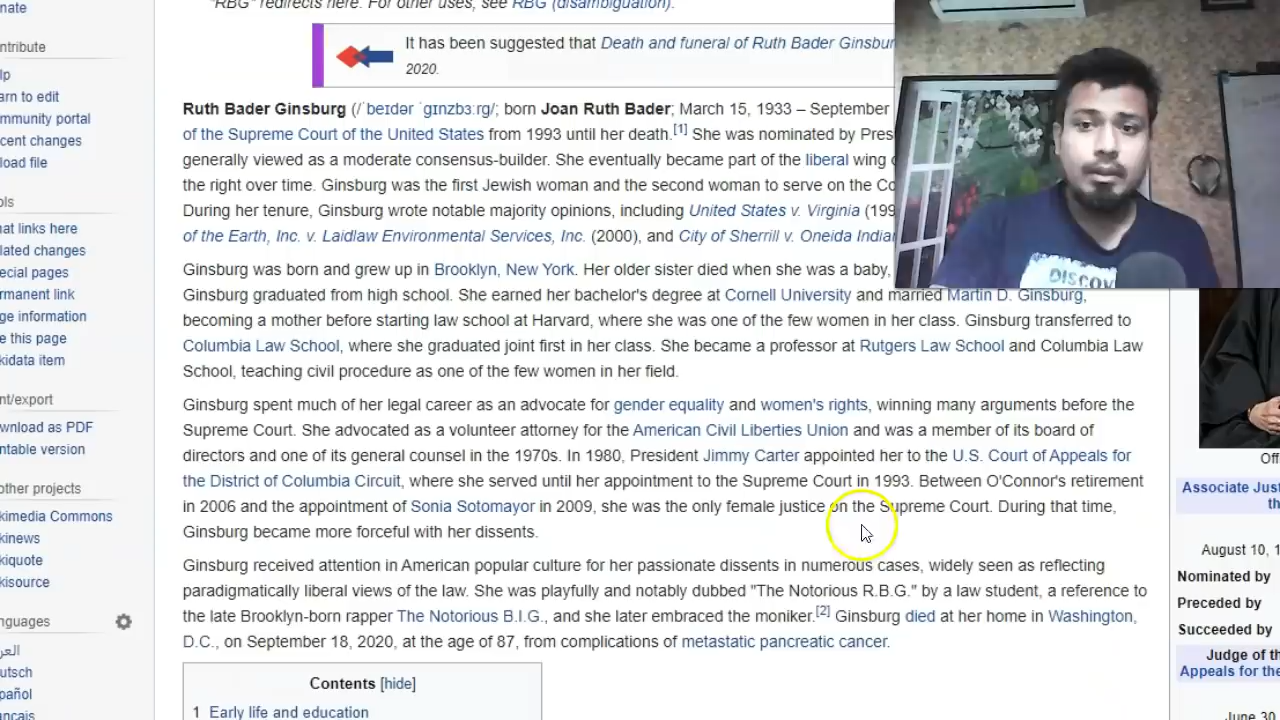 "RBG" redirects here. For other uses, see RBG (disambiguation).
It has been suggested that Death and funeral of Ruth Bader Ginsbur
2020.
Ruth Bader Ginsburg (/ˈbeɪdər ˈɡɪnzbɜːrɡ/; born Joan Ruth Bader; March 15, 1933 – September
of the Supreme Court of the United States from 1993 until her death.[1] She was nominated by Pres
generally viewed as a moderate consensus-builder. She eventually became part of the liberal wing
the right over time. Ginsburg was the first Jewish woman and the second woman to serve on the Co
During her tenure, Ginsburg wrote notable majority opinions, including United States v. Virginia (199
of the Earth, Inc. v. Laidlaw Environmental Services, Inc. (2000), and City of Sherrill v. Oneida Indian
Ginsburg was born and grew up in Brooklyn, New York. Her older sister died when she was a baby,
Ginsburg graduated from high school. She earned her bachelor's degree at Cornell University and married Martin D. Ginsburg,
becoming a mother before starting law school at Harvard, where she was one of the few women in her class. Ginsburg transferred to
Columbia Law School, where she graduated joint first in her class. She became a professor at Rutgers Law School and Columbia Law
School, teaching civil procedure as one of the few women in her field.
Ginsburg spent much of her legal career as an advocate for gender equality and women's rights, winning many arguments before the
Supreme Court. She advocated as a volunteer attorney for the American Civil Liberties Union and was a member of its board of
directors and one of its general counsel in the 1970s. In 1980, President Jimmy Carter appointed her to the U.S. Court of Appeals for
the District of Columbia Circuit, where she served until her appointment to the Supreme Court in 1993. Between O'Connor's retirement
in 2006 and the appointment of Sonia Sotomayor in 2009, she was the only female justice on the Supreme Court. During that time,
Ginsburg became more forceful with her dissents.
Ginsburg received attention in American popular culture for her passionate dissents in numerous cases, widely seen as reflecting
paradigmatically liberal views of the law. She was playfully and notably dubbed "The Notorious R.B.G." by a law student, a reference to
the late Brooklyn-born rapper The Notorious B.I.G., and she later embraced the moniker.[2] Ginsburg died at her home in Washington,
D.C., on September 18, 2020, at the age of 87, from complications of metastatic pancreatic cancer.
Contents [hide]
1 Early life and education
nate
ntribute
lp
arn to edit
mmunity portal
cent changes
load file
ols
hat links here
lated changes
ecial pages
rmanent link
ge information
e this page
kidata item
nt/export
wnload as PDF
ntable version
other projects
kimedia Commons
kinews
kiquote
kisource
nguages
العر
utsch
pañol
ançais
DISCOV
Off
Associate Just
th
August 10, 1
Nominated by
Preceded by
Succeeded by
Judge of th
Appeals for the
June 30